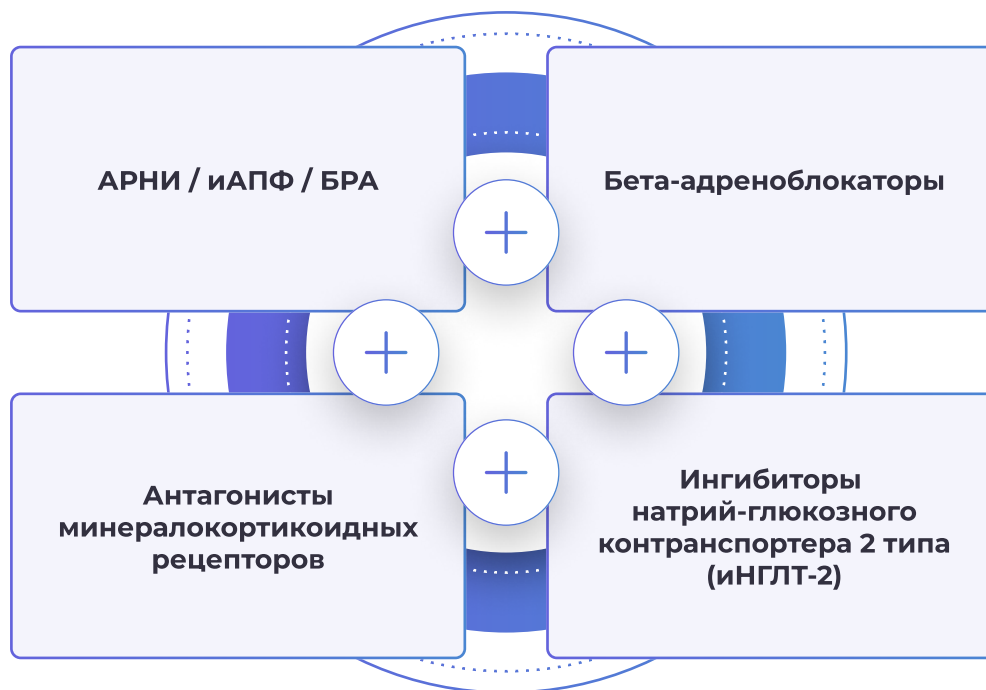 АРНИ / иАПФ / БРА
Бета-адреноблокаторы
Антагонисты
минералокортикоидных
рецепторов
Ингибиторы
натрий-глюкозного
контранспортера 2 типа
(иНГЛТ-2)